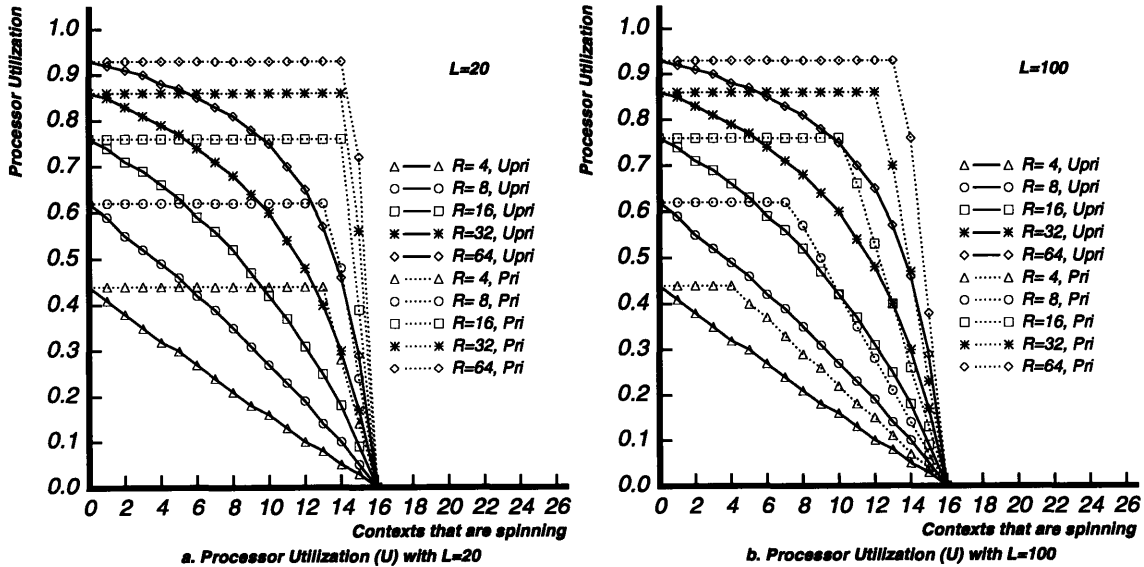 Processor Utilization
1.0
0.9
0.8
0.7
0.6
0.5
0.4
0.3
0.2
0.1
0.0
L=20
R= 4, Upri
R= 8, Upri
R=16, Upri
R=32, Upri
R=64, Upri
R= 4, Pri
R= 8, Pri
R=16, Pri
R=32, Pri
R=64, Pri
0 2 4 6 8 10 12 14 16 18 20 22 24 26
Contexts that are spinning
a. Processor Utilization (U) with L=20
Processor Utilization
1.0
0.9
0.8
0.7
0.6
0.5
0.4
0.3
0.2
0.1
0.0
L=100
R= 4, Upri
R= 8, Upri
R=16, Upri
R=32, Upri
R=64, Upri
R= 4, Pri
R= 8, Pri
R=16, Pri
R=32, Pri
R=64, Pri
0 2 4 6 8 10 12 14 16 18 20 22 24 26
Contexts that are spinning
b. Processor Utilization (U) with L=100